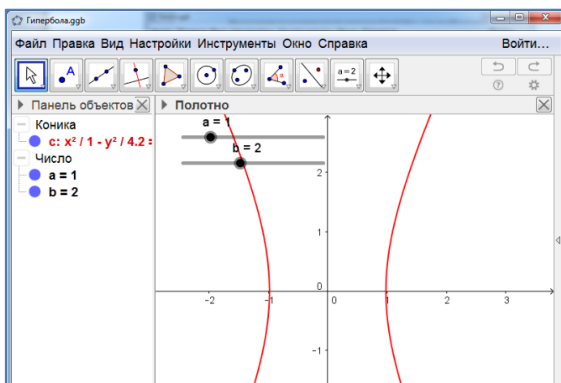 Гипербола.ggb
Файл Правка Вид Настройки Инструменты Окно Справка Войти...
A a = 2
Панель объектов Полотно
Коника
c: x² / 1 - y² / 4.2 =
Число
a = 1
b = 2
a = 1
b = 2
2
1
0
-2 -1 0 1 2 3
-1